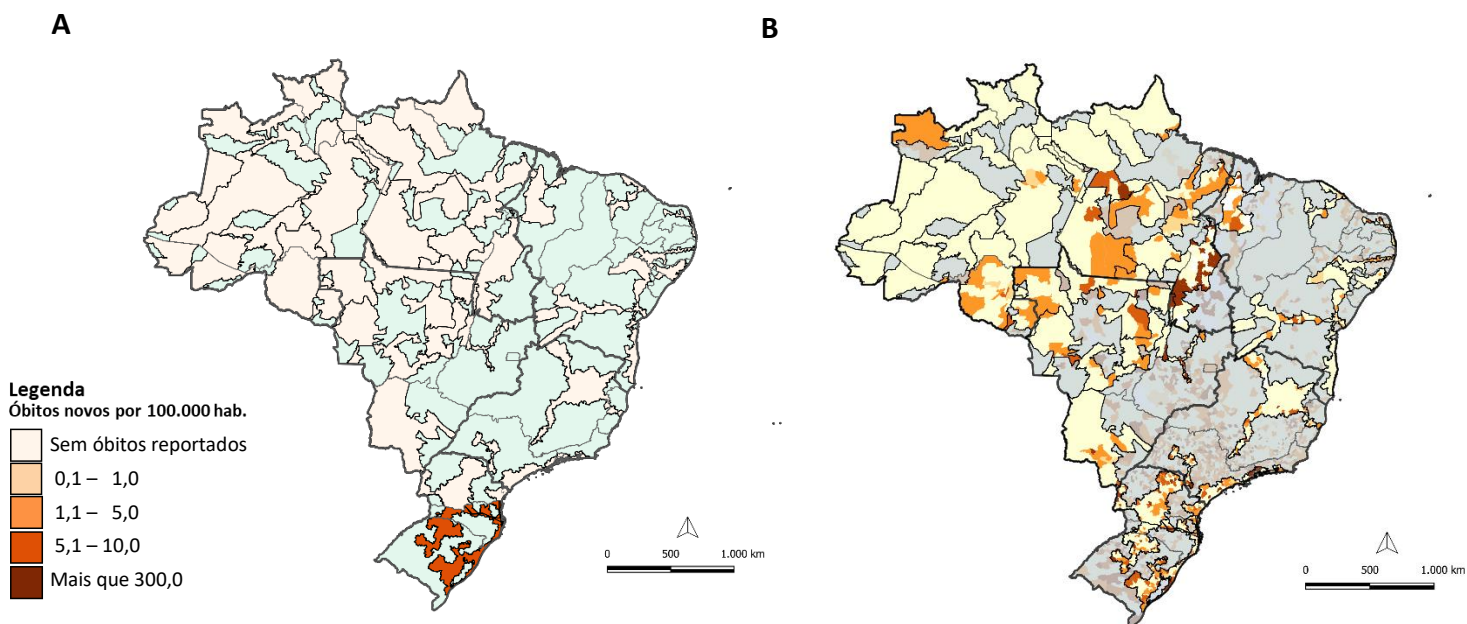 A
B
Legenda
Óbitos novos por 100.000 hab.
Sem óbitos reportados
0,1 – 1,0
1,1 – 5,0
5,1 – 10,0
Mais que 300,0
0 500 1.000 km
0 500 1.000 km